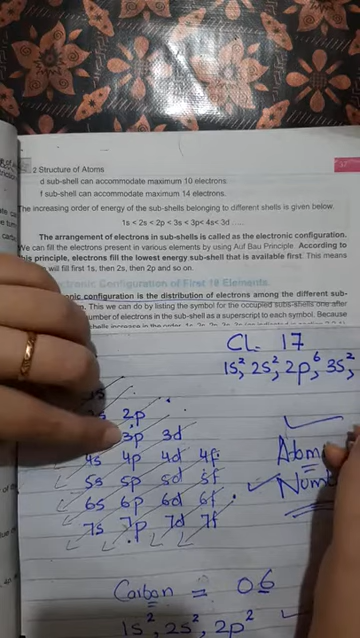 2 Structure of Atoms
d sub-shell can accommodate maximum 10 electrons.
f sub-shell can accommodate maximum 14 electrons.
The increasing order of energy of the sub-shells belonging to different shells is given below.
1s < 2s < 2p < 3s < 3p< 4s< 3d .....
The arrangement of electrons in sub-shells is called the electronic configuration.
We can fill the electrons present in various elements by using Auf Bau Principle. According to
this principle, electrons fill the lowest energy sub-shell that is available first. This means
will fill first 1s, then 2s, then 2p and so on.
ectronic Configuration of First 18 Elements
onic configuration is the distribution of electrons among the different sub-
This we can do by listing the symbol for the occupied sub-shells one after
number of electrons in the sub-shell as a superscript to each symbol. Because
Cl. 17
1s², 2s², 2p⁶, 3s²,
2p
3p 3d
4s 4p 4d 4f
5s 5p 5d 5f
6s 6p 6d 6f
7s 7p 7d 7f
Carbon = 06
1s², 2s², 2p²